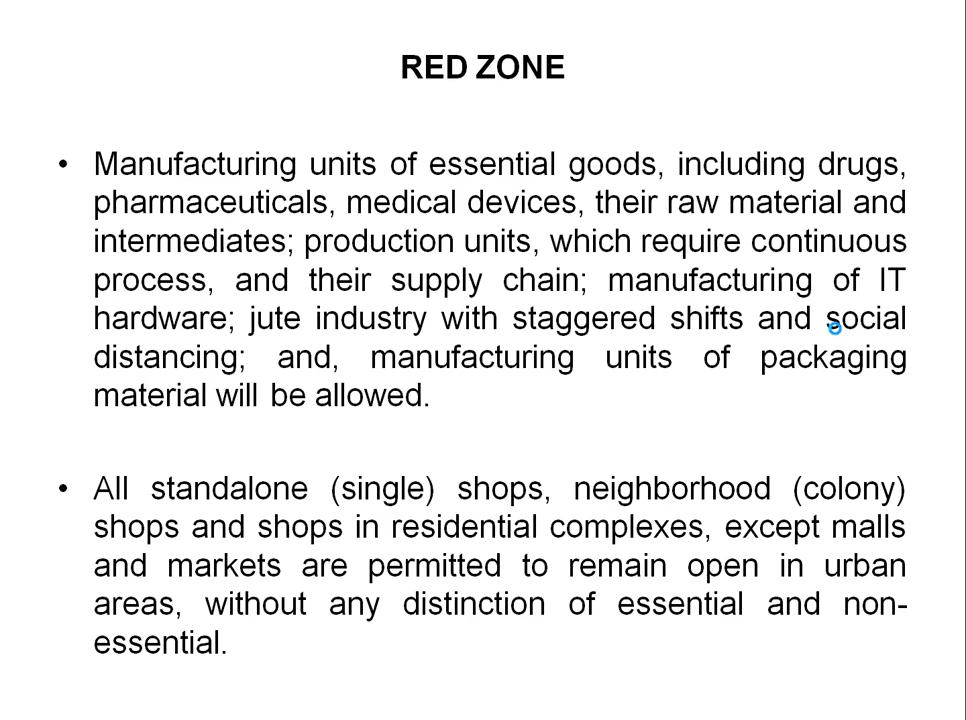 RED ZONE
• Manufacturing units of essential goods, including drugs,
pharmaceuticals, medical devices, their raw material and
intermediates; production units, which require continuous
process, and their supply chain; manufacturing of IT
hardware; jute industry with staggered shifts and social
distancing; and, manufacturing units of packaging
material will be allowed.
• All standalone (single) shops, neighborhood (colony)
shops and shops in residential complexes, except malls
and markets are permitted to remain open in urban
areas, without any distinction of essential and non-
essential.